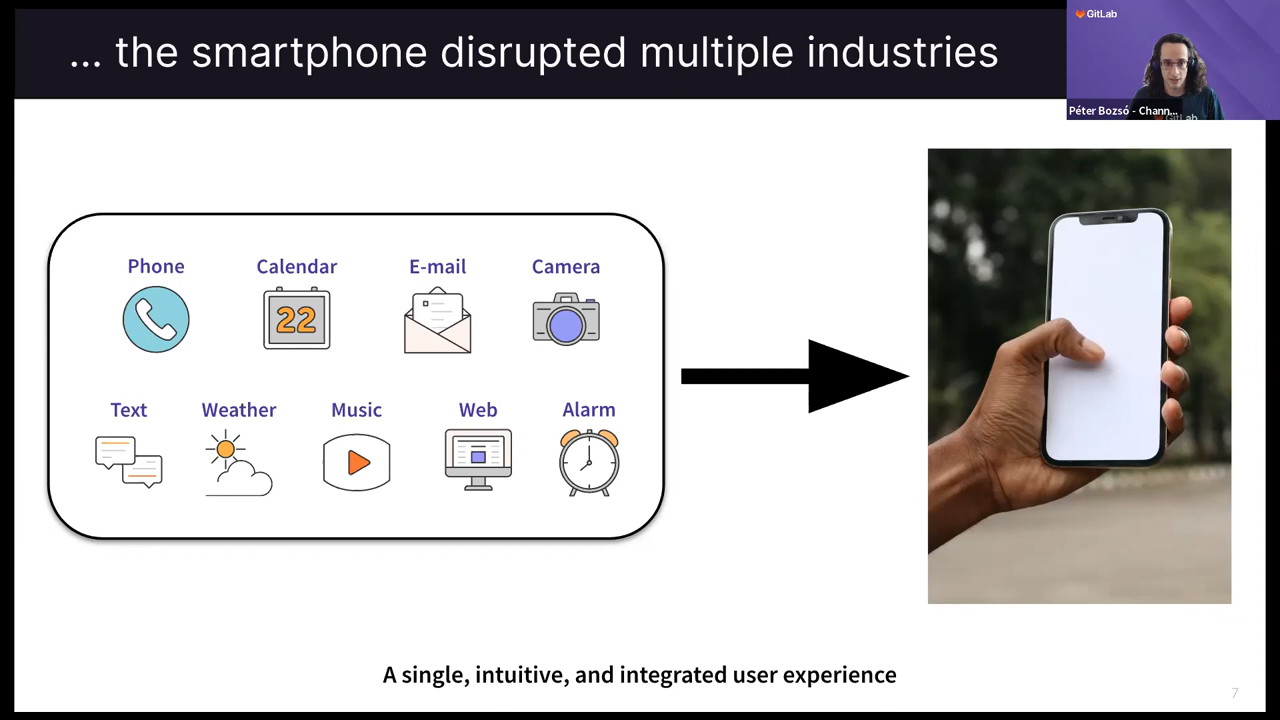 ... the smartphone disrupted multiple industries
GitLab
Péter Bozsó - Chann...
GitLab
Phone
Calendar
E-mail
Camera
22
Text
Weather
Music
Web
Alarm
A single, intuitive, and integrated user experience
7